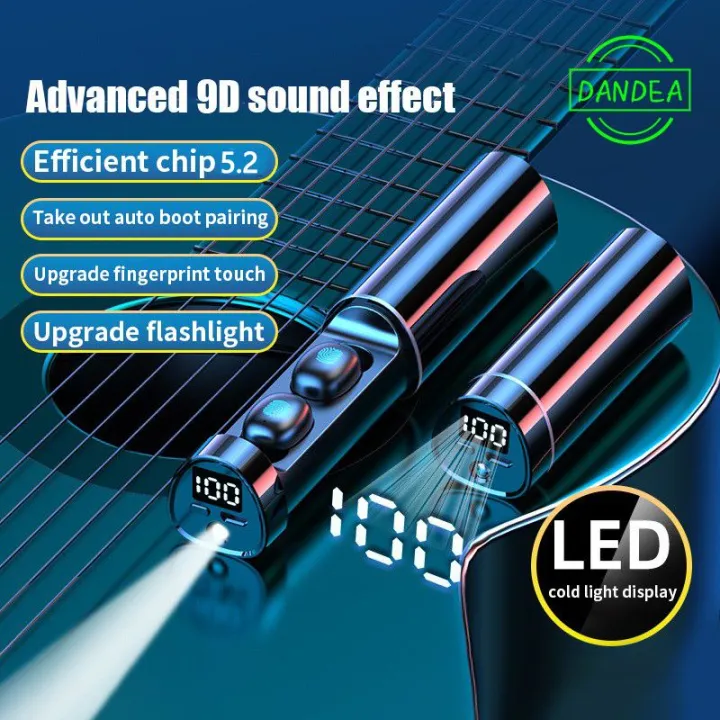 Advanced 9D sound effect
DANDEA
Efficient chip 5.2
Take out auto boot pairing
Upgrade fingerprint touch
Upgrade flashlight
100
100
100
LED
cold light display